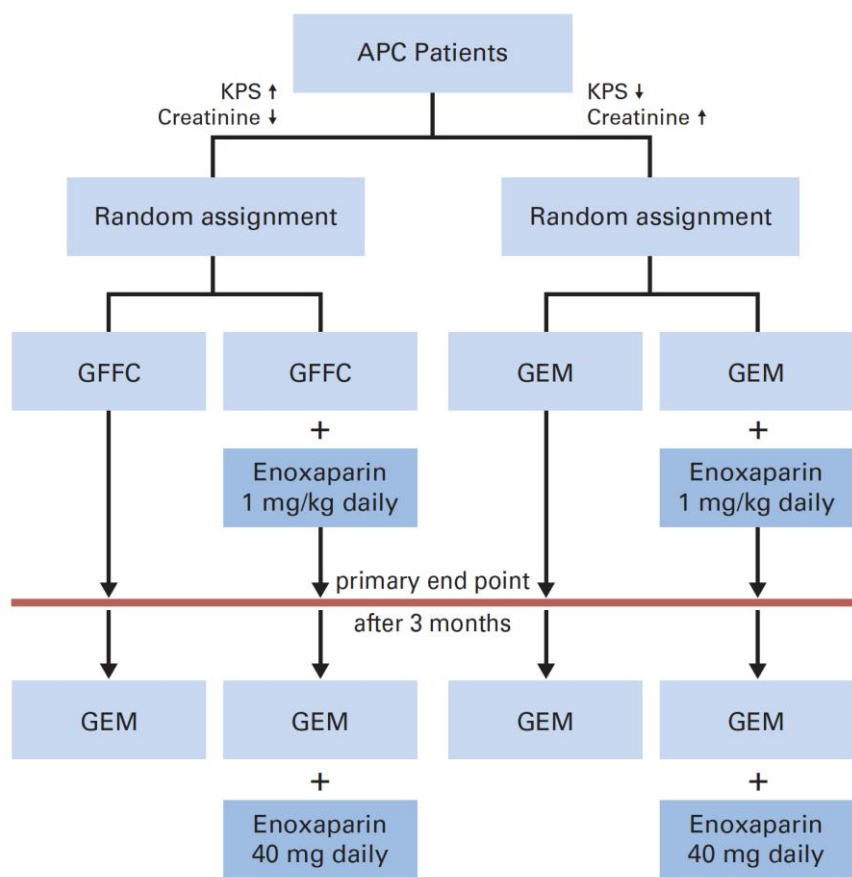 APC Patients
KPS ↑
Creatinine ↓
KPS ↓
Creatinine ↑
Random assignment
Random assignment
GFFC
GFFC
GEM
GEM
+
+
Enoxaparin
1 mg/kg daily
Enoxaparin
1 mg/kg daily
primary end point
after 3 months
GEM
GEM
GEM
GEM
+
+
Enoxaparin
40 mg daily
Enoxaparin
40 mg daily